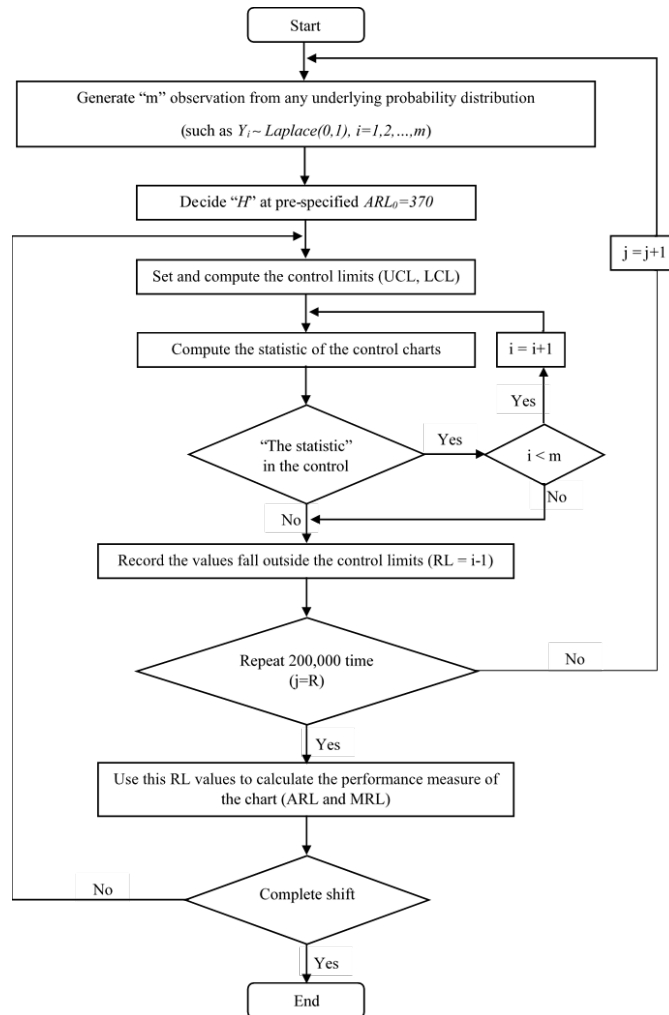 Start
Generate “m” observation from any underlying probability distribution
(such as Yᵢ ~ Laplace(0,1), i=1,2,...,m)
Decide “H” at pre-specified ARL₀=370
j = j+1
Set and compute the control limits (UCL, LCL)
Compute the statistic of the control charts
i = i+1
Yes
“The statistic”
in the control
Yes
i < m
No
No
Record the values fall outside the control limits (RL = i-1)
Repeat 200,000 time
(j=R)
No
Yes
Use this RL values to calculate the performance measure of
the chart (ARL and MRL)
No
Complete shift
Yes
End